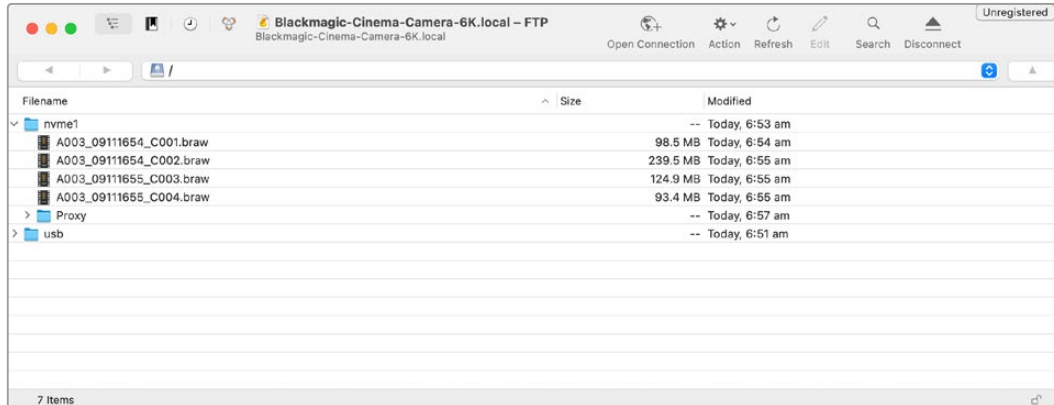 Unregistered
Blackmagic-Cinema-Camera-6K.local – FTP
Blackmagic-Cinema-Camera-6K.local
Open Connection Action Refresh Edit Search Disconnect
/
Filename Size Modified
nvme1 -- Today, 6:53 am
A003_09111654_C001.braw 98.5 MB Today, 6:54 am
A003_09111654_C002.braw 239.5 MB Today, 6:55 am
A003_09111655_C003.braw 124.9 MB Today, 6:55 am
A003_09111655_C004.braw 93.4 MB Today, 6:55 am
Proxy -- Today, 6:57 am
usb -- Today, 6:51 am
7 Items